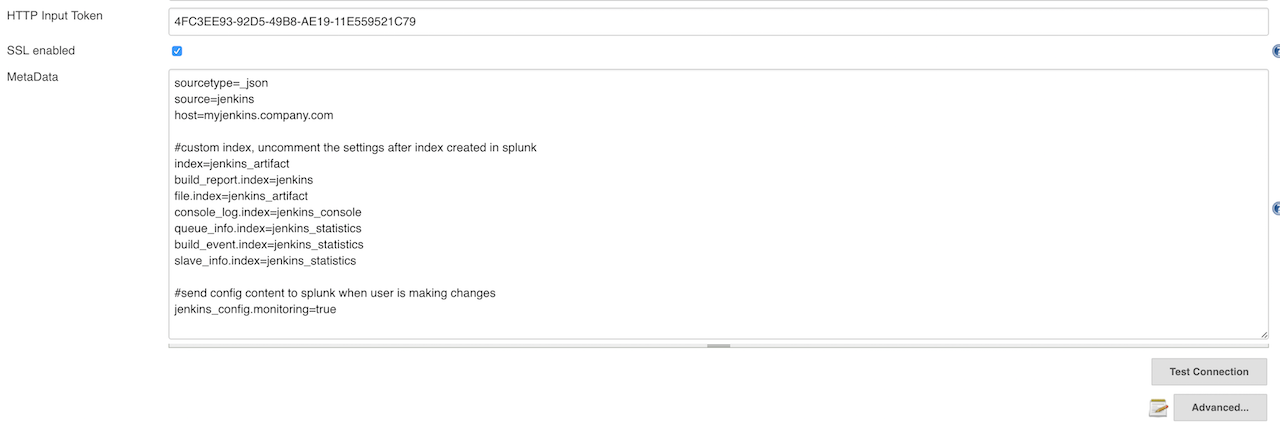 HTTP Input Token
4FC3EE93-92D5-49B8-AE19-11E559521C79
SSL enabled
MetaData
sourcetype=_json
source=jenkins
host=myjenkins.company.com
#custom index, uncomment the settings after index created in splunk
index=jenkins_artifact
build_report.index=jenkins
file.index=jenkins_artifact
console_log.index=jenkins_console
queue_info.index=jenkins_statistics
build_event.index=jenkins_statistics
slave_info.index=jenkins_statistics
#send config content to splunk when user is making changes
jenkins_config.monitoring=true
Test Connection
Advanced...